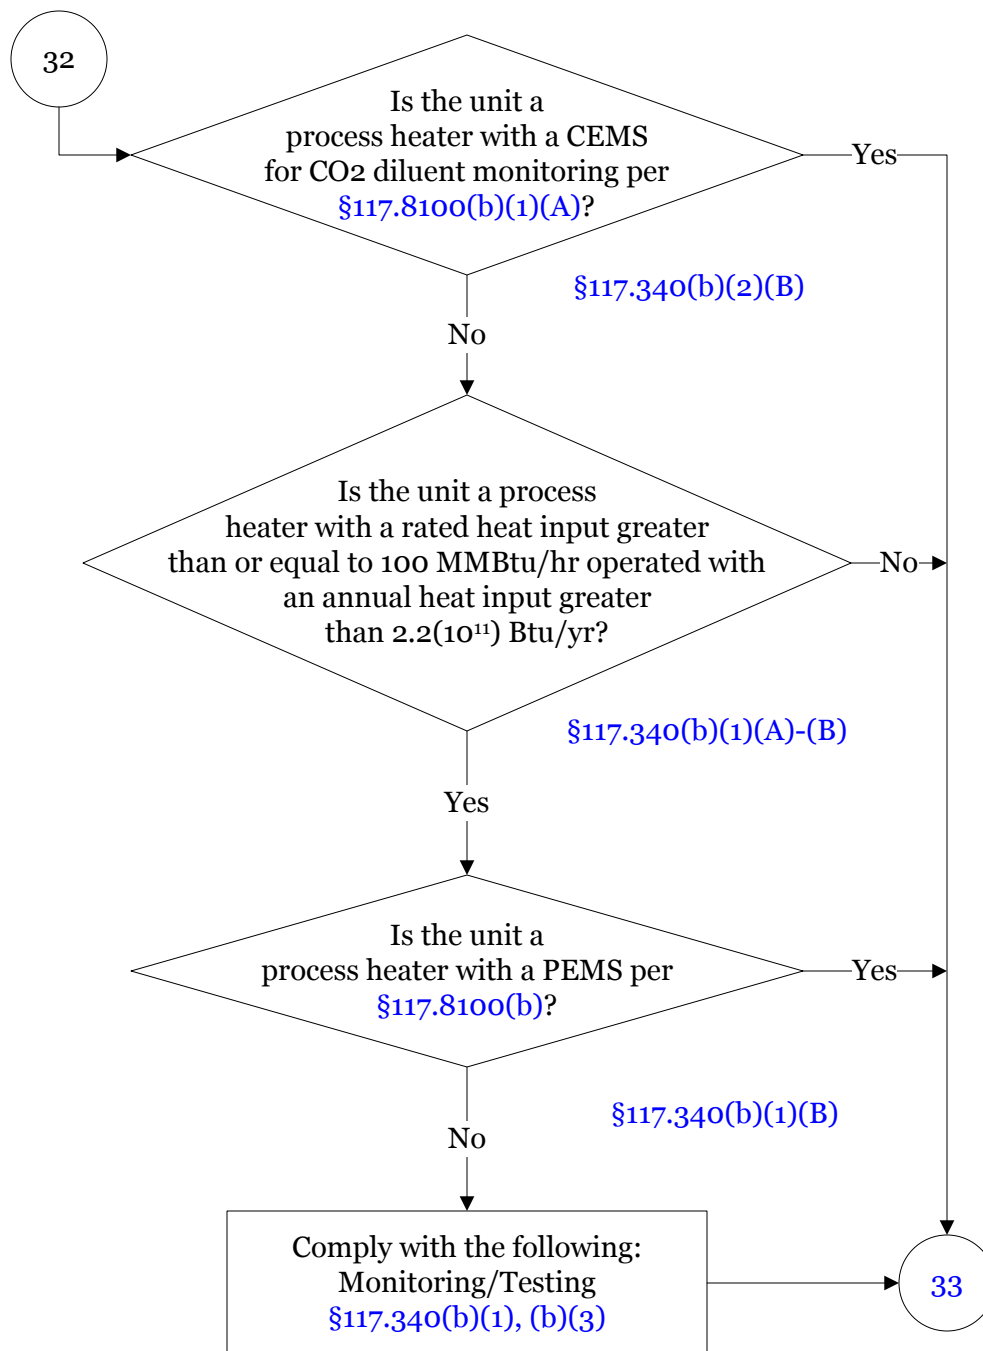 32
Is the unit a
process heater with a CEMS
for CO2 diluent monitoring per
§117.8100(b)(1)(A)?
Yes
§117.340(b)(2)(B)
No
Is the unit a process
heater with a rated heat input greater
than or equal to 100 MMBtu/hr operated with
an annual heat input greater
than 2.2(10¹¹) Btu/yr?
No
§117.340(b)(1)(A)-(B)
Yes
Is the unit a
process heater with a PEMS per
§117.8100(b)?
Yes
§117.340(b)(1)(B)
No
Comply with the following:
Monitoring/Testing
§117.340(b)(1), (b)(3)
33